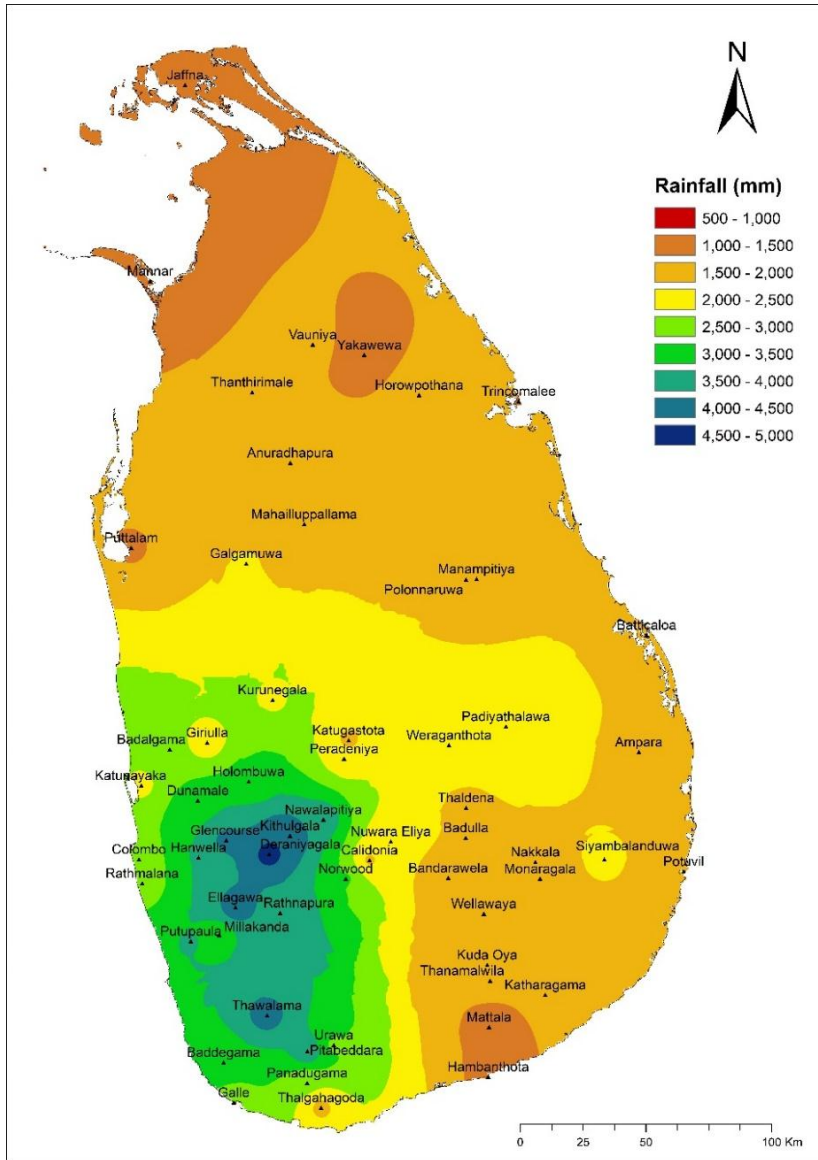 N
Rainfall (mm)
500 - 1,000
1,000 - 1,500
1,500 - 2,000
2,000 - 2,500
2,500 - 3,000
3,000 - 3,500
3,500 - 4,000
4,000 - 4,500
4,500 - 5,000
Jaffna
Mannar
Vauniya
Yakawewa
Thanthirimale
Horowpothana
Trincomalee
Anuradhapura
Mahailluppallama
Puttalam
Galgamuwa
Manampitiya
Polonnaruwa
Batticaloa
Kurunegala
Padiyathalawa
Giriulla
Katugastota
Badalgama
Weraganthota
Peradeniya
Ampara
Katunayaka
Holombuwa
Dunamale
Thaldena
Nawalapitiya
Glencourse
Kithulgala
Nuwara Eliya
Badulla
Colombo
Hanwella
Deraniyagala
Calidonia
Nakkala
Siyambalanduwa
Potuvil
Rathmalana
Norwood
Bandarawela
Monaragala
Ellagawa
Rathnapura
Wellawaya
Putupaula
Millakanda
Kuda Oya
Thanamalwila
Katharagama
Thawalama
Mattala
Urawa
Baddegama
Pitabeddara
Panadugama
Hambanthota
Galle
Thalgahagoda
0 25 50 100 Km